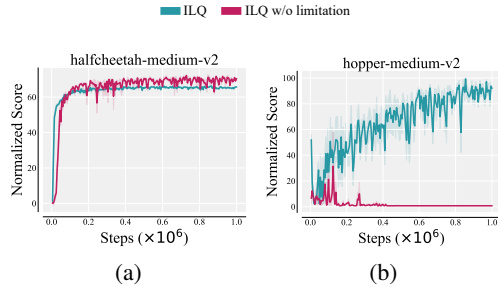 ILQ ILQ w/o limitation
halfcheetah-medium-v2
Normalized Score
60
40
20
0
0 0.2 0.4 0.6 0.8 1.0
Steps (×10⁶)
(a)
hopper-medium-v2
Normalized Score
100
80
60
40
20
0
0.0 0.2 0.4 0.6 0.8 1.0
Steps (×10⁶)
(b)